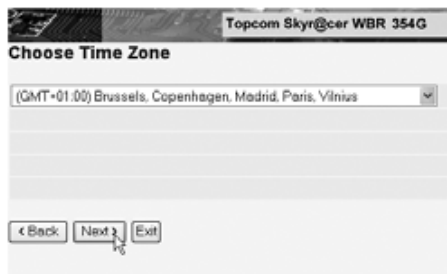 Topcom Skyr@cer WBR 354G
Choose Time Zone
(GMT+01:00) Brussels, Copenhagen, Madrid, Paris, Vilnius
< Back Next > Exit